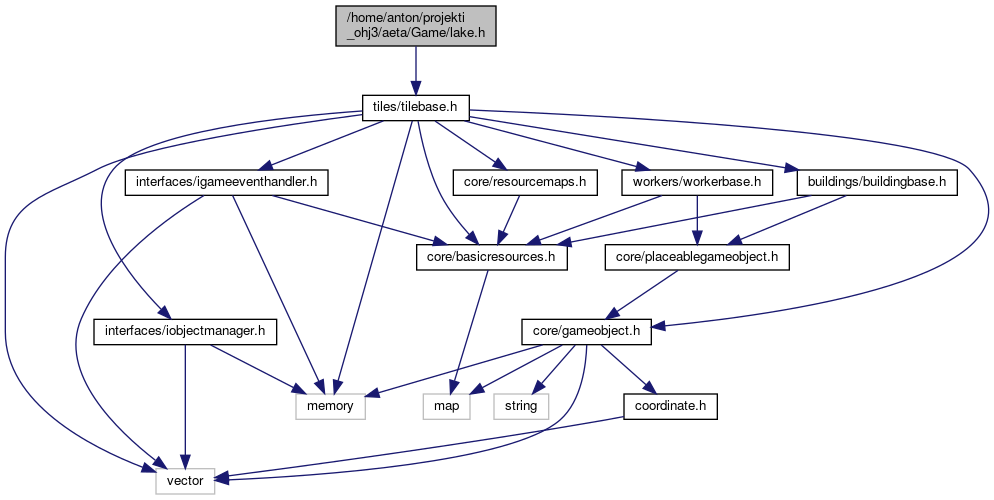 /home/anton/projekti
_ohj3/aeta/Game/lake.h
tiles/tilebase.h
interfaces/igameeventhandler.h
core/resourcemaps.h
workers/workerbase.h
buildings/buildingbase.h
core/basicresources.h
core/placeablegameobject.h
interfaces/iobjectmanager.h
core/gameobject.h
memory
map
string
coordinate.h
vector